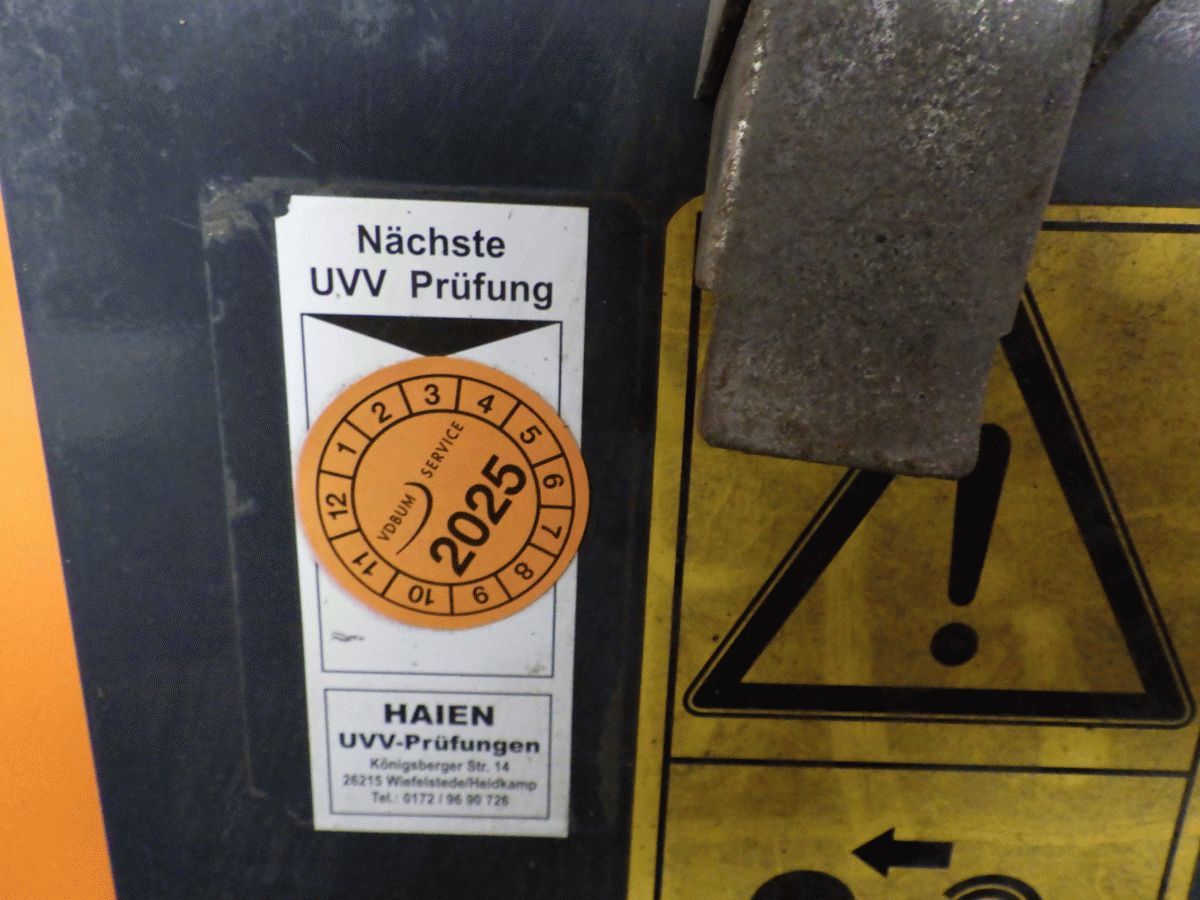 Nächste
UVV Prüfung
1 2 3 4 5 6 7 8 9 10 11 12
VDBUM SERVICE
2025
HAIEN
UVV-Prüfungen
Königsberger Str. 14
26215 Wiefelstede/Heidkamp
Tel.: 0172 / 96 90 726